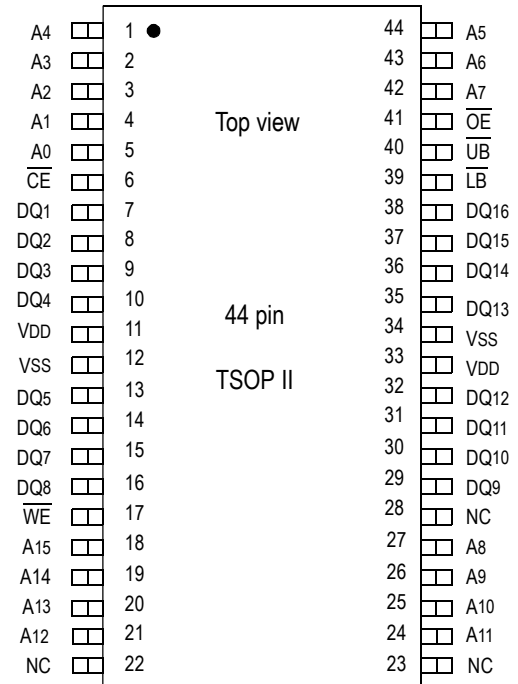 A4 1 44 A5
A3 2 43 A6
A2 3 42 A7
A1 4 Top view 41 OE
A0 5 40 UB
CE 6 39 LB
DQ1 7 38 DQ16
DQ2 8 37 DQ15
DQ3 9 36 DQ14
DQ4 10 44 pin 35 DQ13
VDD 11 34 VSS
VSS 12 TSOP II 33 VDD
DQ5 13 32 DQ12
DQ6 14 31 DQ11
DQ7 15 30 DQ10
DQ8 16 29 DQ9
WE 17 28 NC
A15 18 27 A8
A14 19 26 A9
A13 20 25 A10
A12 21 24 A11
NC 22 23 NC